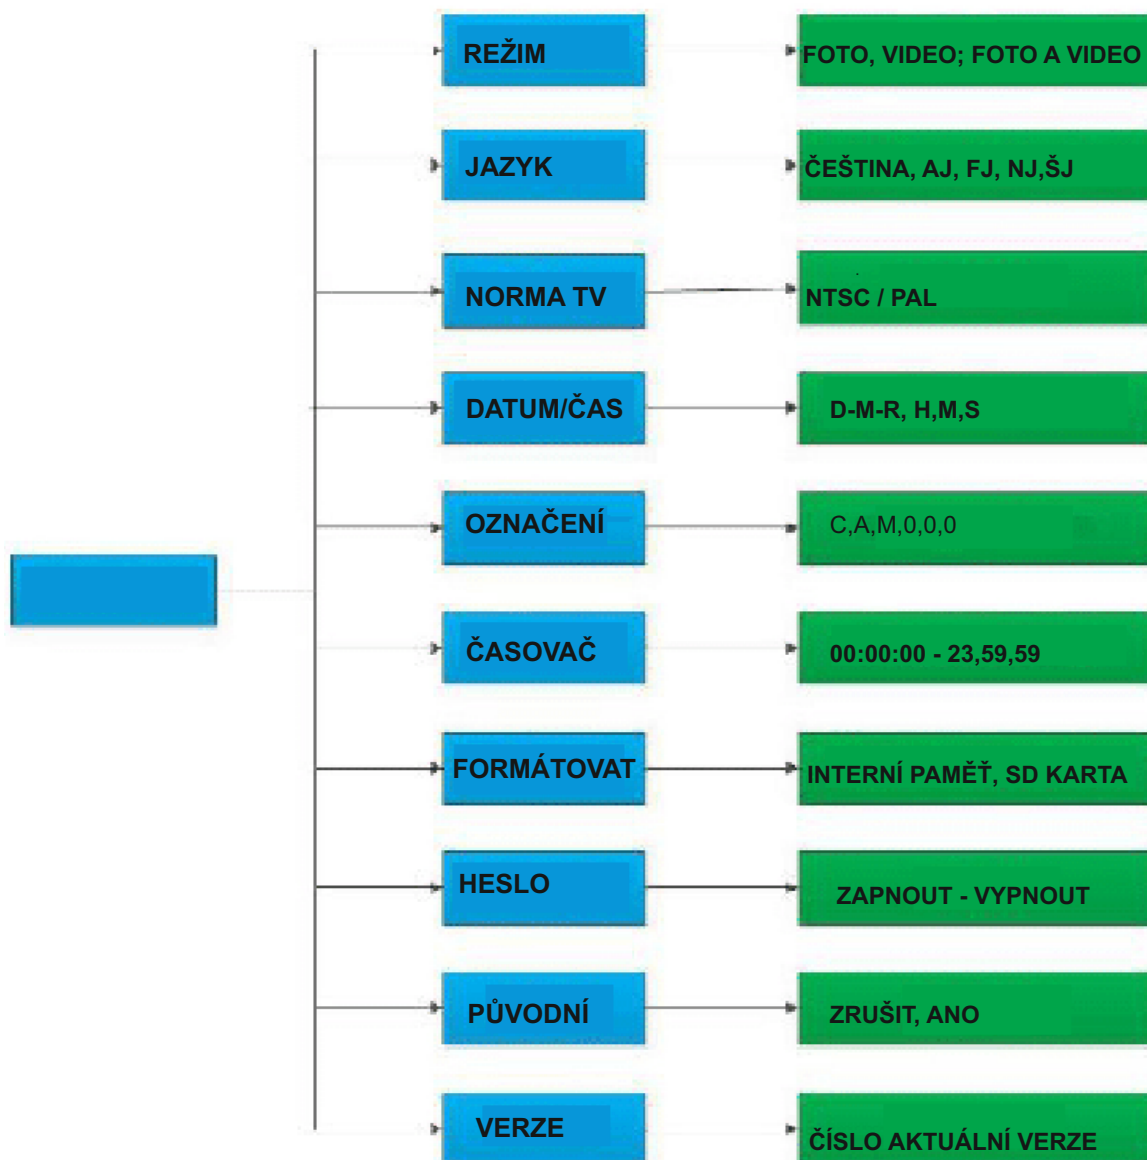 REŽIM
FOTO, VIDEO; FOTO A VIDEO
JAZYK
ČEŠTINA, AJ, FJ, NJ,ŠJ
NORMA TV
NTSC / PAL
DATUM/ČAS
D-M-R, H,M,S
OZNAČENÍ
C,A,M,0,0,0
ČASOVAČ
00:00:00 - 23,59,59
FORMÁTOVAT
INTERNÍ PAMĚŤ, SD KARTA
HESLO
ZAPNOUT - VYPNOUT
PŮVODNÍ
ZRUŠIT, ANO
VERZE
ČÍSLO AKTUÁLNÍ VERZE